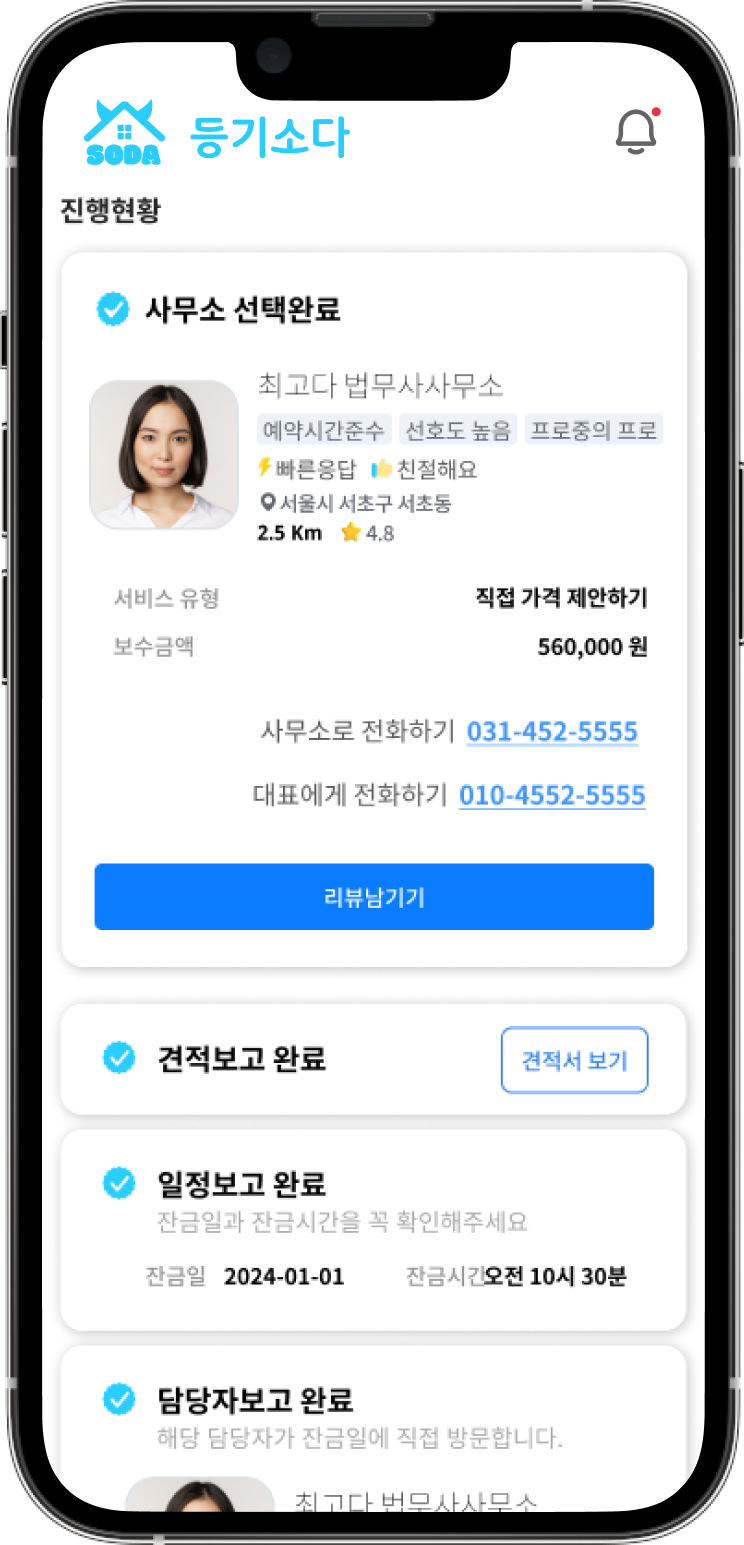 SODA 등기소다
진행현황
사무소 선택완료
최고다 법무사사무소
예약시간준수 선호도 높음 프로중의 프로
빠른응답 친절해요
서울시 서초구 서초동
2.5 Km 4.8
서비스 유형 직접 가격 제안하기
보수금액 560,000 원
사무소로 전화하기 031-452-5555
대표에게 전화하기 010-4552-5555
리뷰남기기
견적보고 완료 견적서 보기
일정보고 완료
잔금일과 잔금시간을 꼭 확인해주세요
잔금일 2024-01-01 잔금시간 오전 10시 30분
담당자보고 완료
해당 담당자가 잔금일에 직접 방문합니다.
최고다 법무사사무소